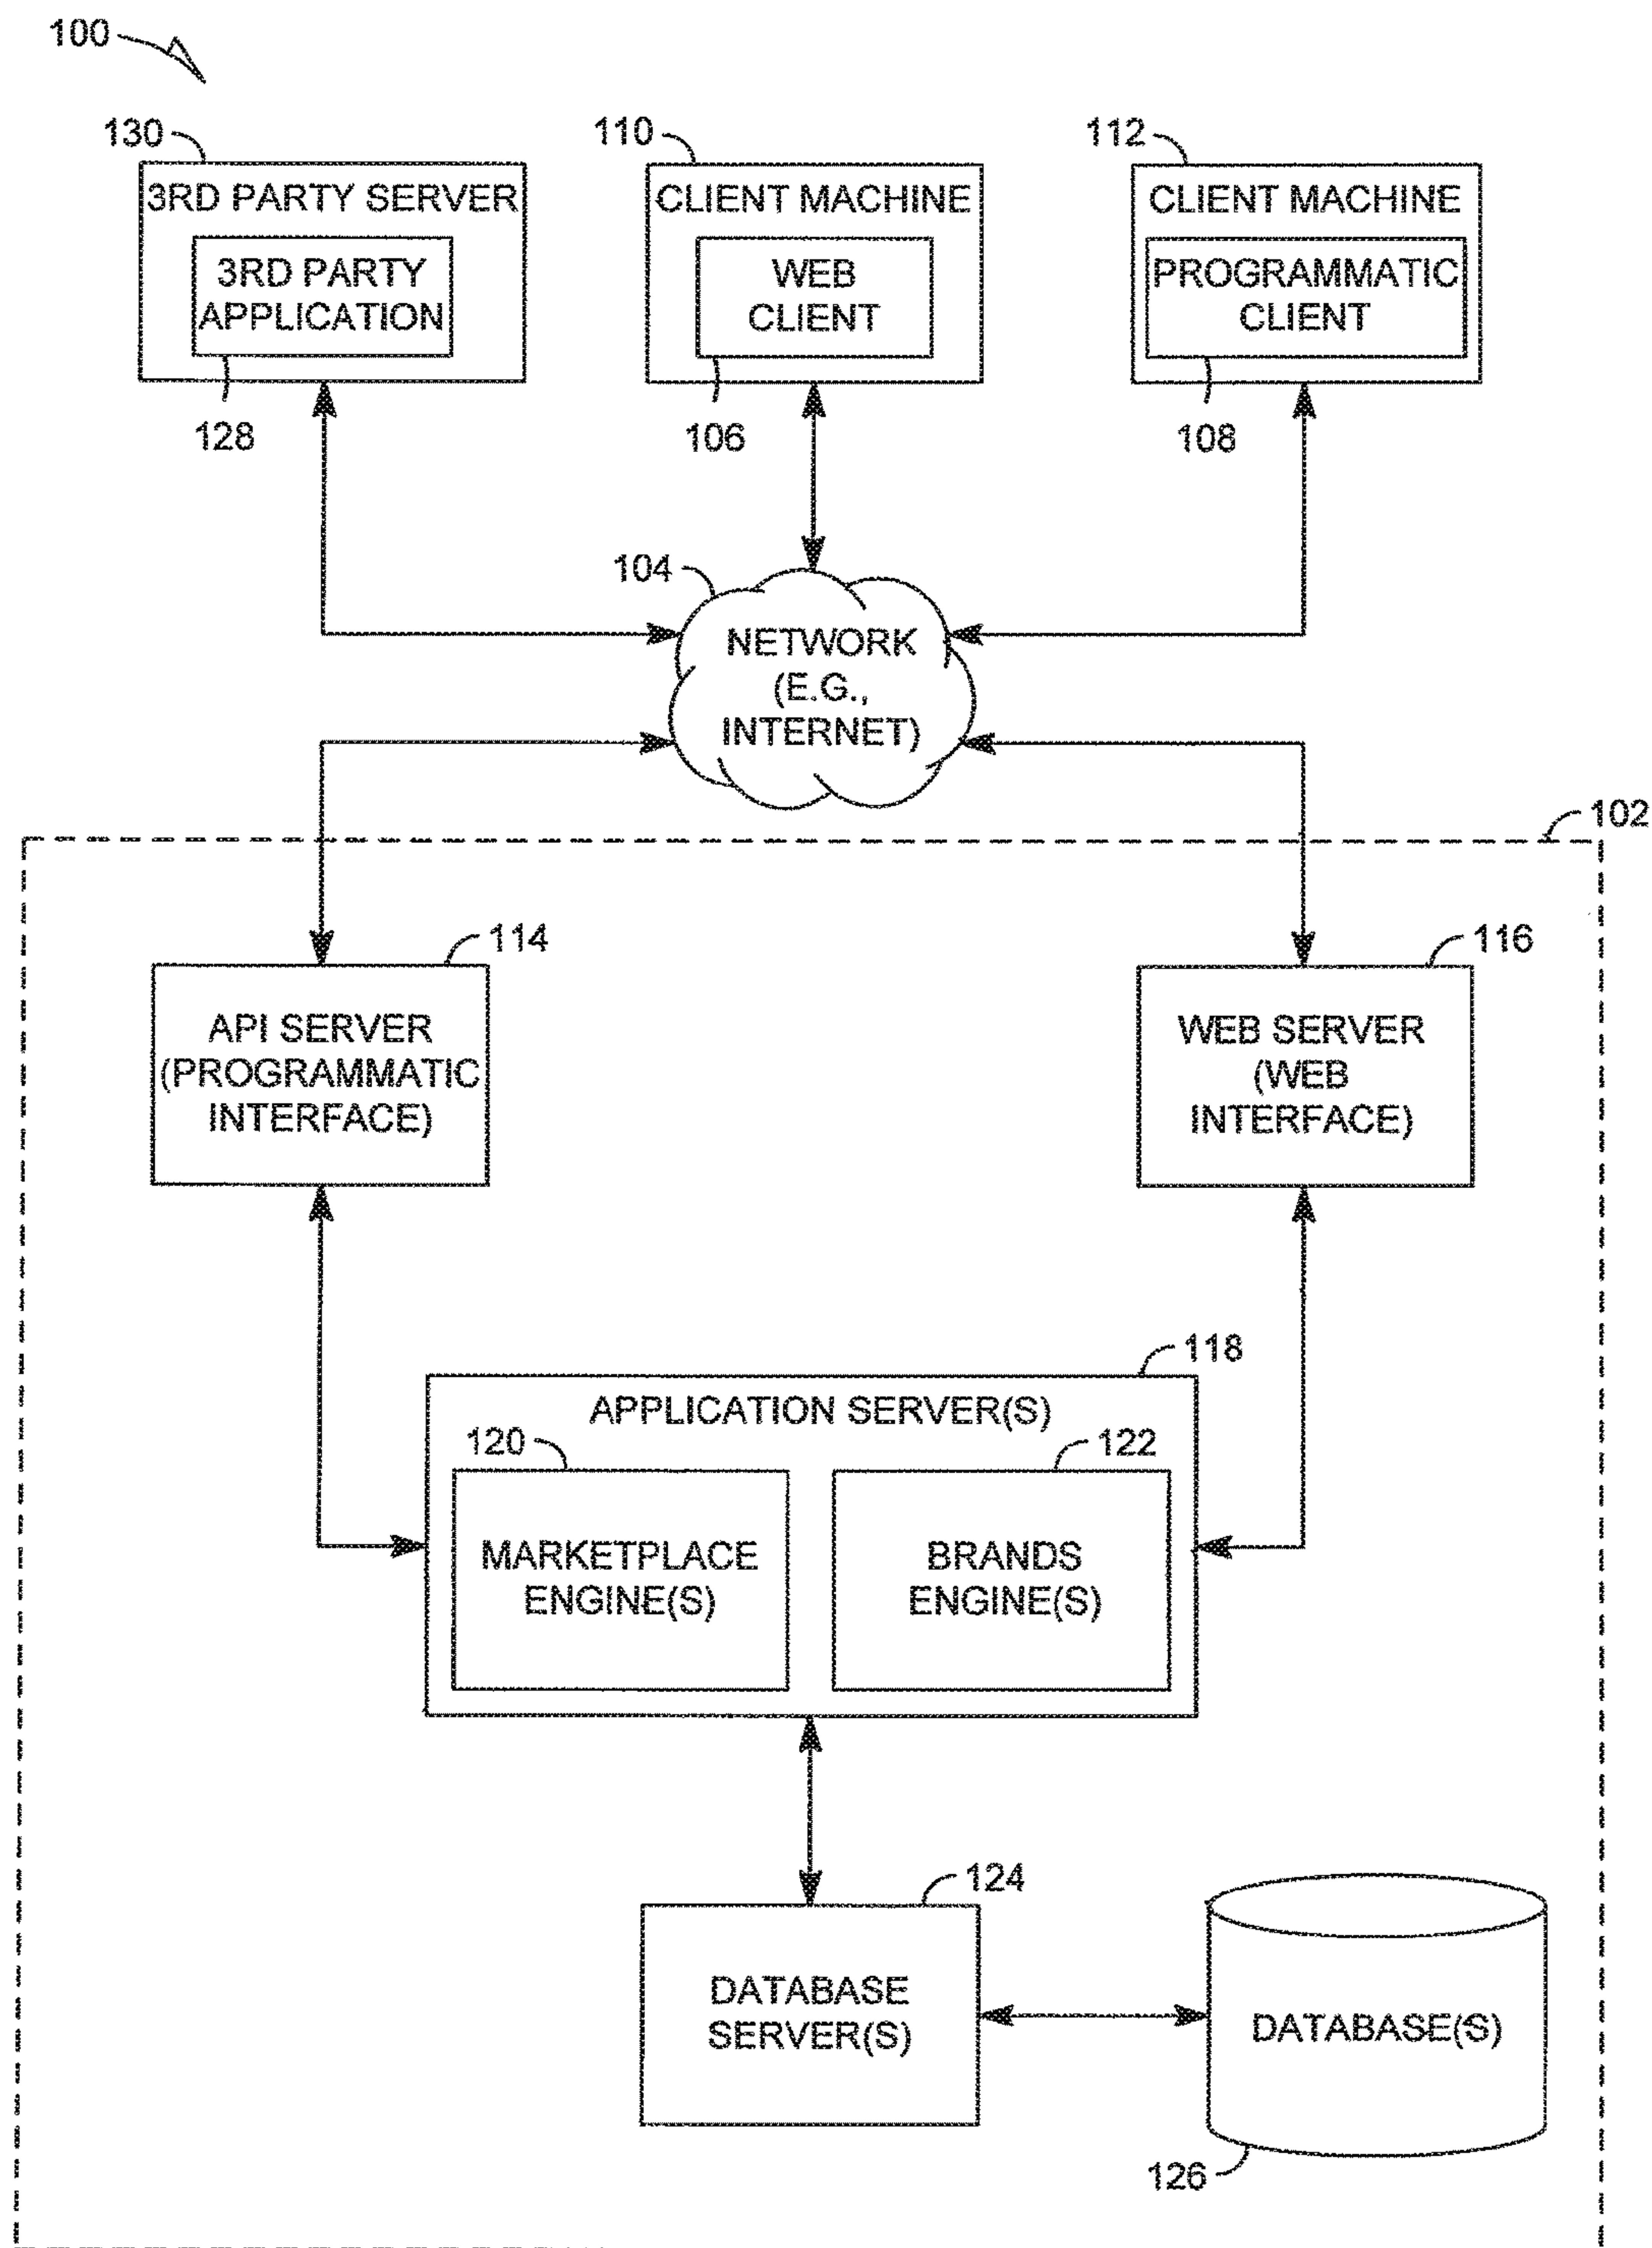 100
130
110
112
3RD PARTY SERVER
3RD PARTY
APPLICATION
128
CLIENT MACHINE
WEB
CLIENT
106
CLIENT MACHINE
PROGRAMMATIC
CLIENT
108
104
NETWORK
(E.G.,
INTERNET)
102
114
API SERVER
(PROGRAMMATIC
INTERFACE)
116
WEB SERVER
(WEB
INTERFACE)
118
APPLICATION SERVER(S)
120
MARKETPLACE
ENGINE(S)
122
BRANDS
ENGINE(S)
124
DATABASE
SERVER(S)
DATABASE(S)
126